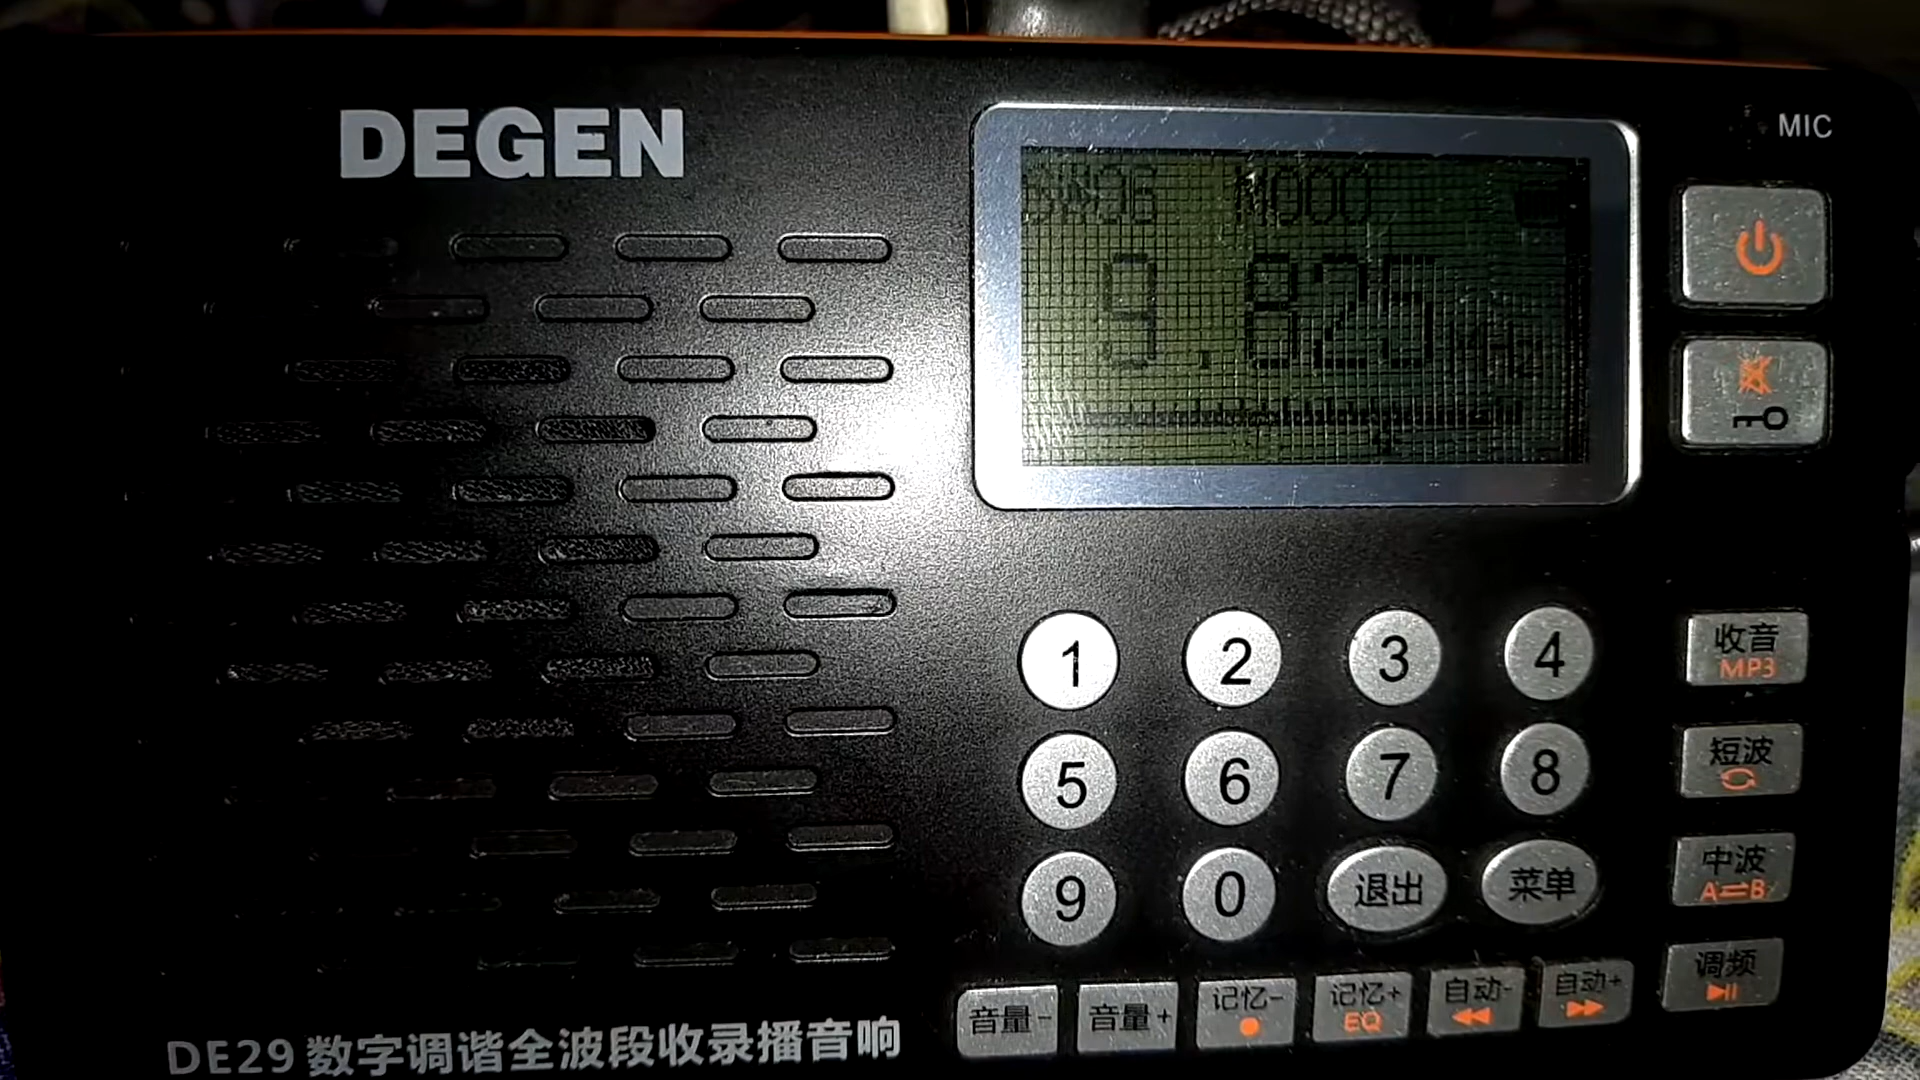 DEGEN
MIC
SW06 M000
9.825
收音
MP3
1 2 3 4
短波
5 6 7 8
中波
A⇌B
9 0 退出 菜单
调频
音量- 音量+ 记忆- 记忆+ 自动- 自动+
EQ
DE29 数字调谐全波段收录播音响